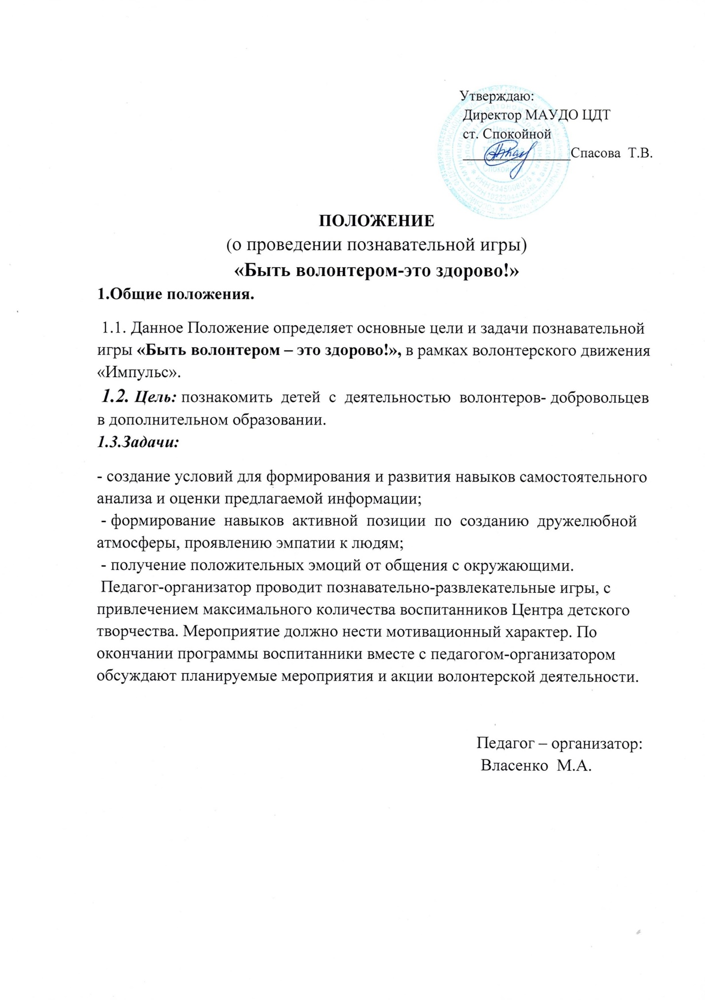 Утверждаю:
Директор МАУДО ЦДТ
ст. Спокойной
Спасова Т.В.
ПОЛОЖЕНИЕ
(о проведении познавательной игры)
«Быть волонтером-это здорово!»
1.Общие положения.
1.1. Данное Положение определяет основные цели и задачи познавательной
игры «Быть волонтером – это здорово!», в рамках волонтерского движения
«Импульс».
1.2. Цель: познакомить детей с деятельностью волонтеров- добровольцев
в дополнительном образовании.
1.3.Задачи:
- создание условий для формирования и развития навыков самостоятельного
анализа и оценки предлагаемой информации;
- формирование навыков активной позиции по созданию дружелюбной
атмосферы, проявлению эмпатии к людям;
- получение положительных эмоций от общения с окружающими.
Педагог-организатор проводит познавательно-развлекательные игры, с
привлечением максимального количества воспитанников Центра детского
творчества. Мероприятие должно нести мотивационный характер. По
окончании программы воспитанники вместе с педагогом-организатором
обсуждают планируемые мероприятия и акции волонтерской деятельности.
Педагог – организатор:
Власенко М.А.